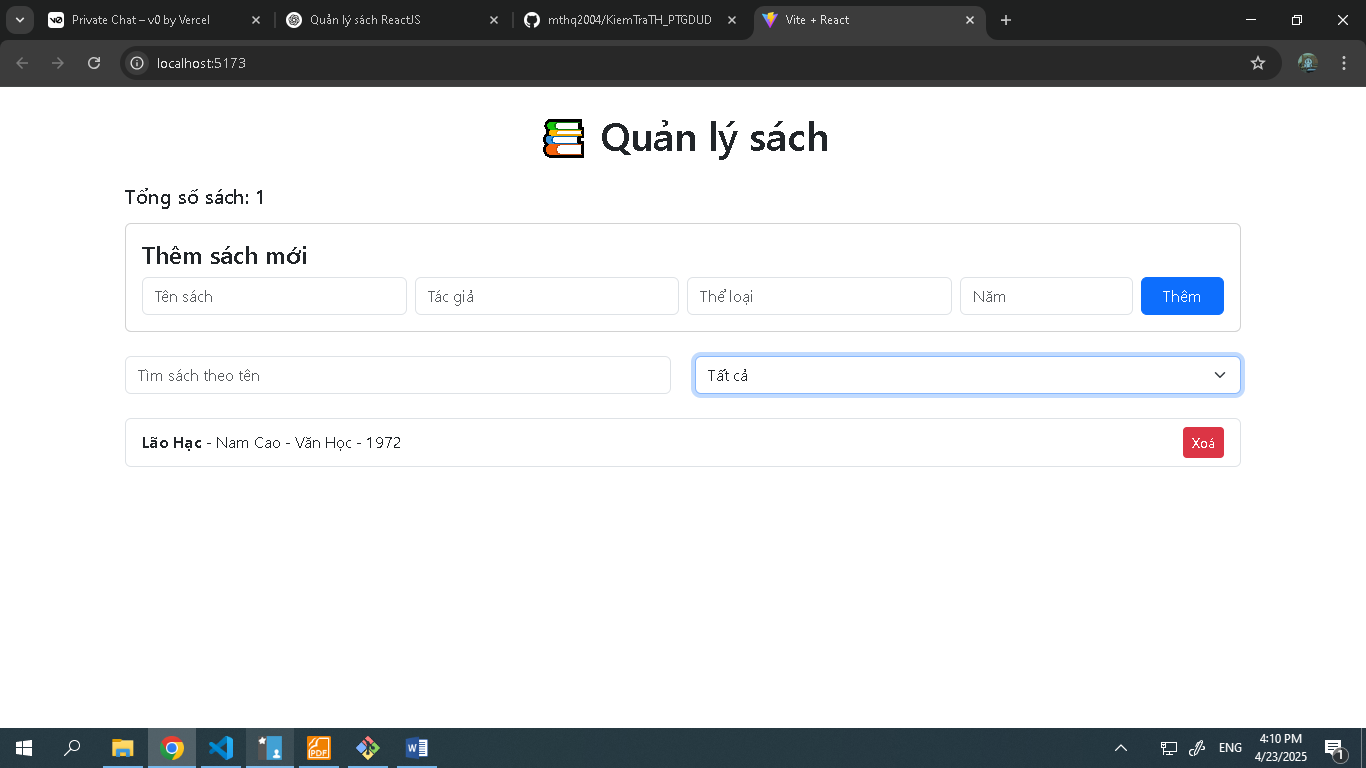 Private Chat – v0 by Vercel
Quản lý sách ReactJS
mthq2004/KiemTraTH_PTGDUD
Vite + React
localhost:5173
Quản lý sách
Tổng số sách: 1
Thêm sách mới
Tên sách
Tác giả
Thể loại
Năm
Thêm
Tìm sách theo tên
Tất cả
Lão Hạc - Nam Cao - Văn Học - 1972
Xoá
ENG
4:10 PM
4/23/2025
1
PDF